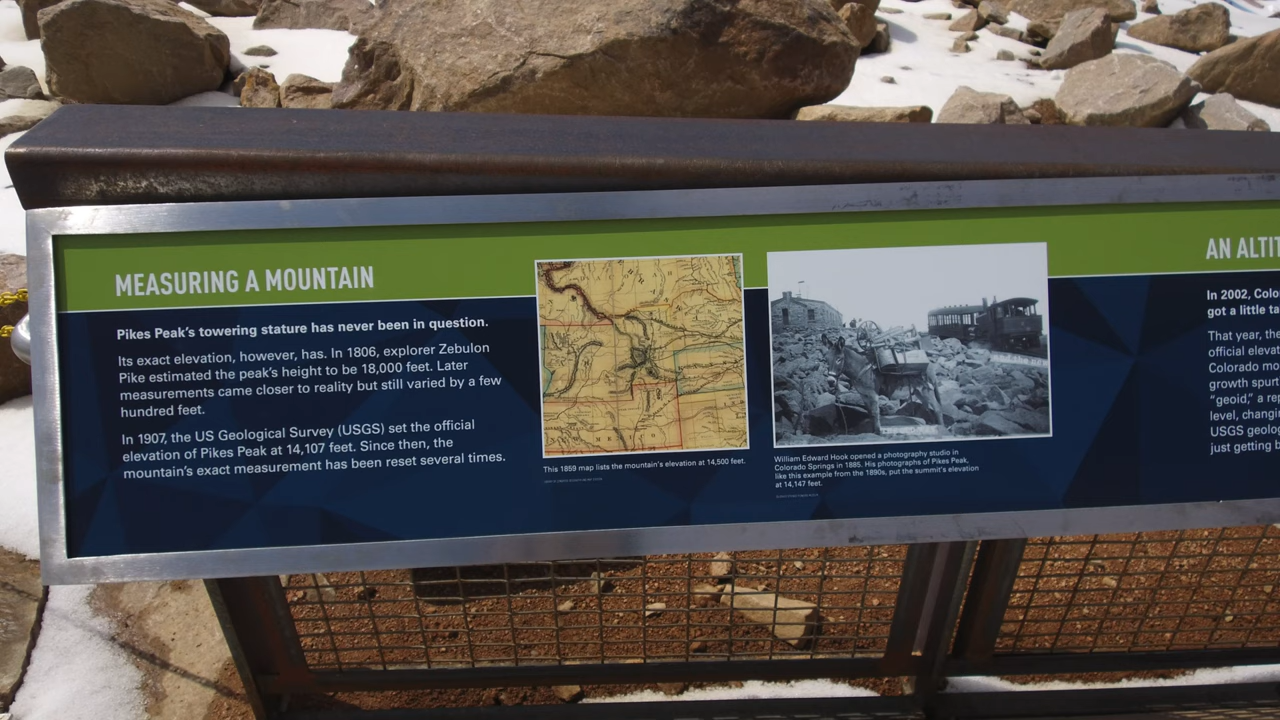 MEASURING A MOUNTAIN
Pikes Peak's towering stature has never been in question.
Its exact elevation, however, has. In 1806, explorer Zebulon
Pike estimated the peak's height to be 18,000 feet. Later
measurements came closer to reality but still varied by a few
hundred feet.
In 1907, the US Geological Survey (USGS) set the official
elevation of Pikes Peak at 14,107 feet. Since then, the
mountain's exact measurement has been reset several times.
This 1859 map lists the mountain's elevation at 14,500 feet.
William Edward Hook opened a photography studio in
Colorado Springs in 1885. His photographs of Pikes Peak,
like this example from the 1890s, put the summit's elevation
at 14,147 feet.
AN ALTI
In 2002, Colo
got a little ta
That year, the
official elevat
Colorado mo
growth spurt
"geoid," a rep
level, changi
USGS geolog
just getting b